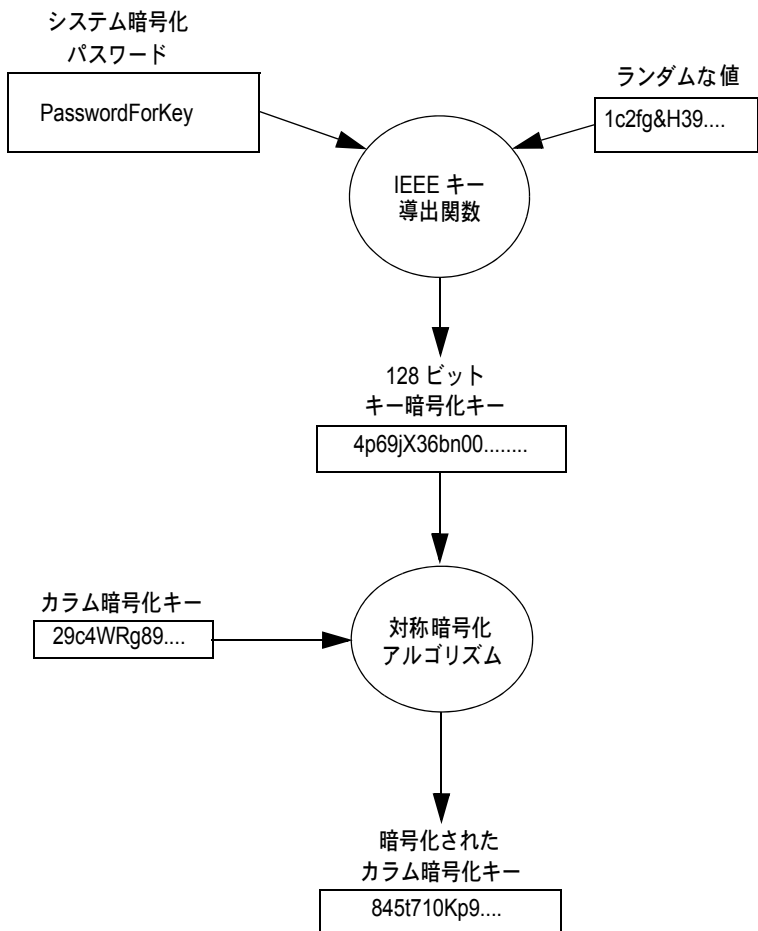 システム暗号化
パスワード
PasswordForKey
ランダムな値
1c2fg&H39....
IEEE キー
導出関数
128 ビット
キー暗号化キー
4p69jX36bn00........
カラム暗号化キー
29c4WRg89....
対称暗号化
アルゴリズム
暗号化された
カラム暗号化キー
845t710Kp9....